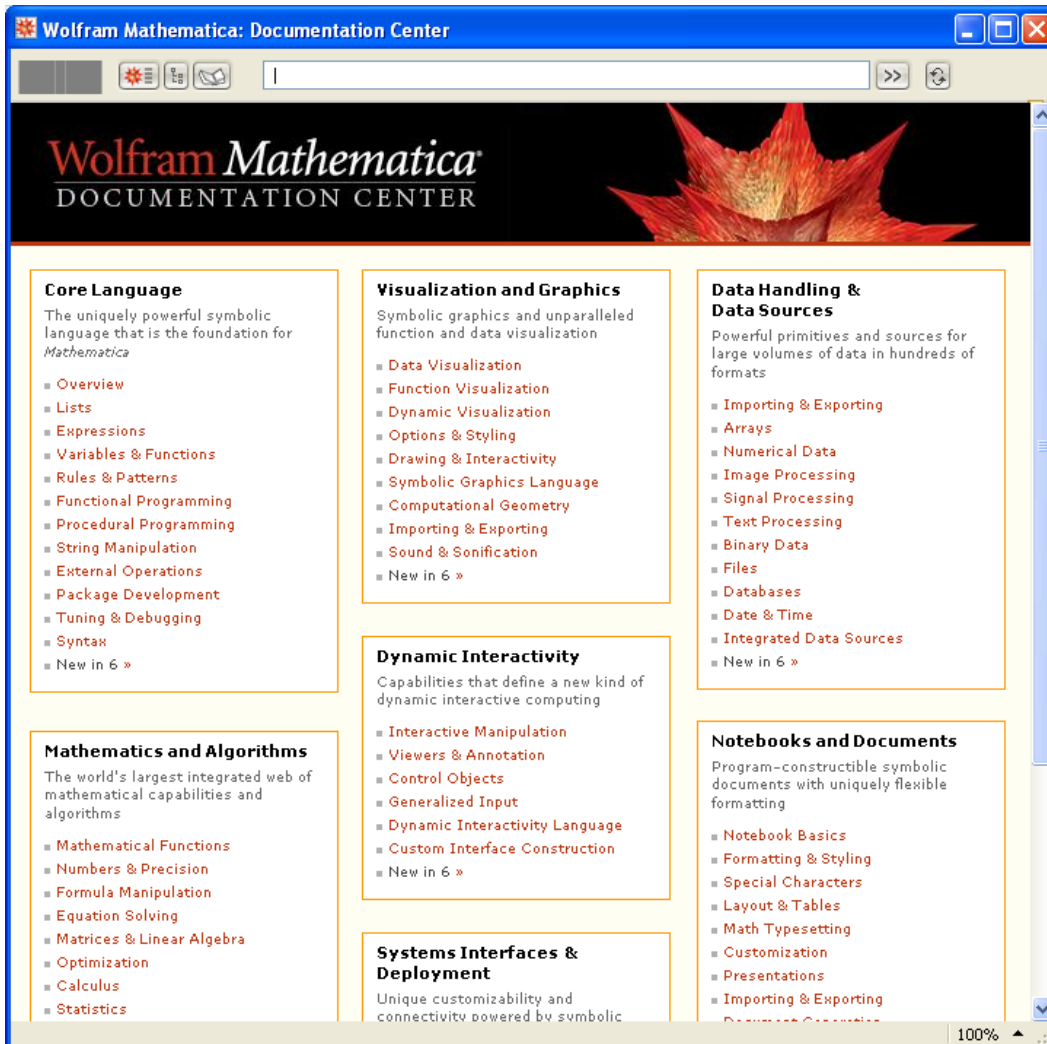 Wolfram Mathematica: Documentation Center
>>
Wolfram Mathematica®
DOCUMENTATION CENTER
Core Language
The uniquely powerful symbolic
language that is the foundation for
Mathematica
Overview
Lists
Expressions
Variables & Functions
Rules & Patterns
Functional Programming
Procedural Programming
String Manipulation
External Operations
Package Development
Tuning & Debugging
Syntax
New in 6 »
Mathematics and Algorithms
The world's largest integrated web of
mathematical capabilities and
algorithms
Mathematical Functions
Numbers & Precision
Formula Manipulation
Equation Solving
Matrices & Linear Algebra
Optimization
Calculus
Statistics
Visualization and Graphics
Symbolic graphics and unparalleled
function and data visualization
Data Visualization
Function Visualization
Dynamic Visualization
Options & Styling
Drawing & Interactivity
Symbolic Graphics Language
Computational Geometry
Importing & Exporting
Sound & Sonification
New in 6 »
Dynamic Interactivity
Capabilities that define a new kind of
dynamic interactive computing
Interactive Manipulation
Viewers & Annotation
Control Objects
Generalized Input
Dynamic Interactivity Language
Custom Interface Construction
New in 6 »
Systems Interfaces &
Deployment
Unique customizability and
connectivity powered by symbolic
Data Handling &
Data Sources
Powerful primitives and sources for
large volumes of data in hundreds of
formats
Importing & Exporting
Arrays
Numerical Data
Image Processing
Signal Processing
Text Processing
Binary Data
Files
Databases
Date & Time
Integrated Data Sources
New in 6 »
Notebooks and Documents
Program-constructible symbolic
documents with uniquely flexible
formatting
Notebook Basics
Formatting & Styling
Special Characters
Layout & Tables
Math Typesetting
Customization
Presentations
Importing & Exporting
Document Generation
100%